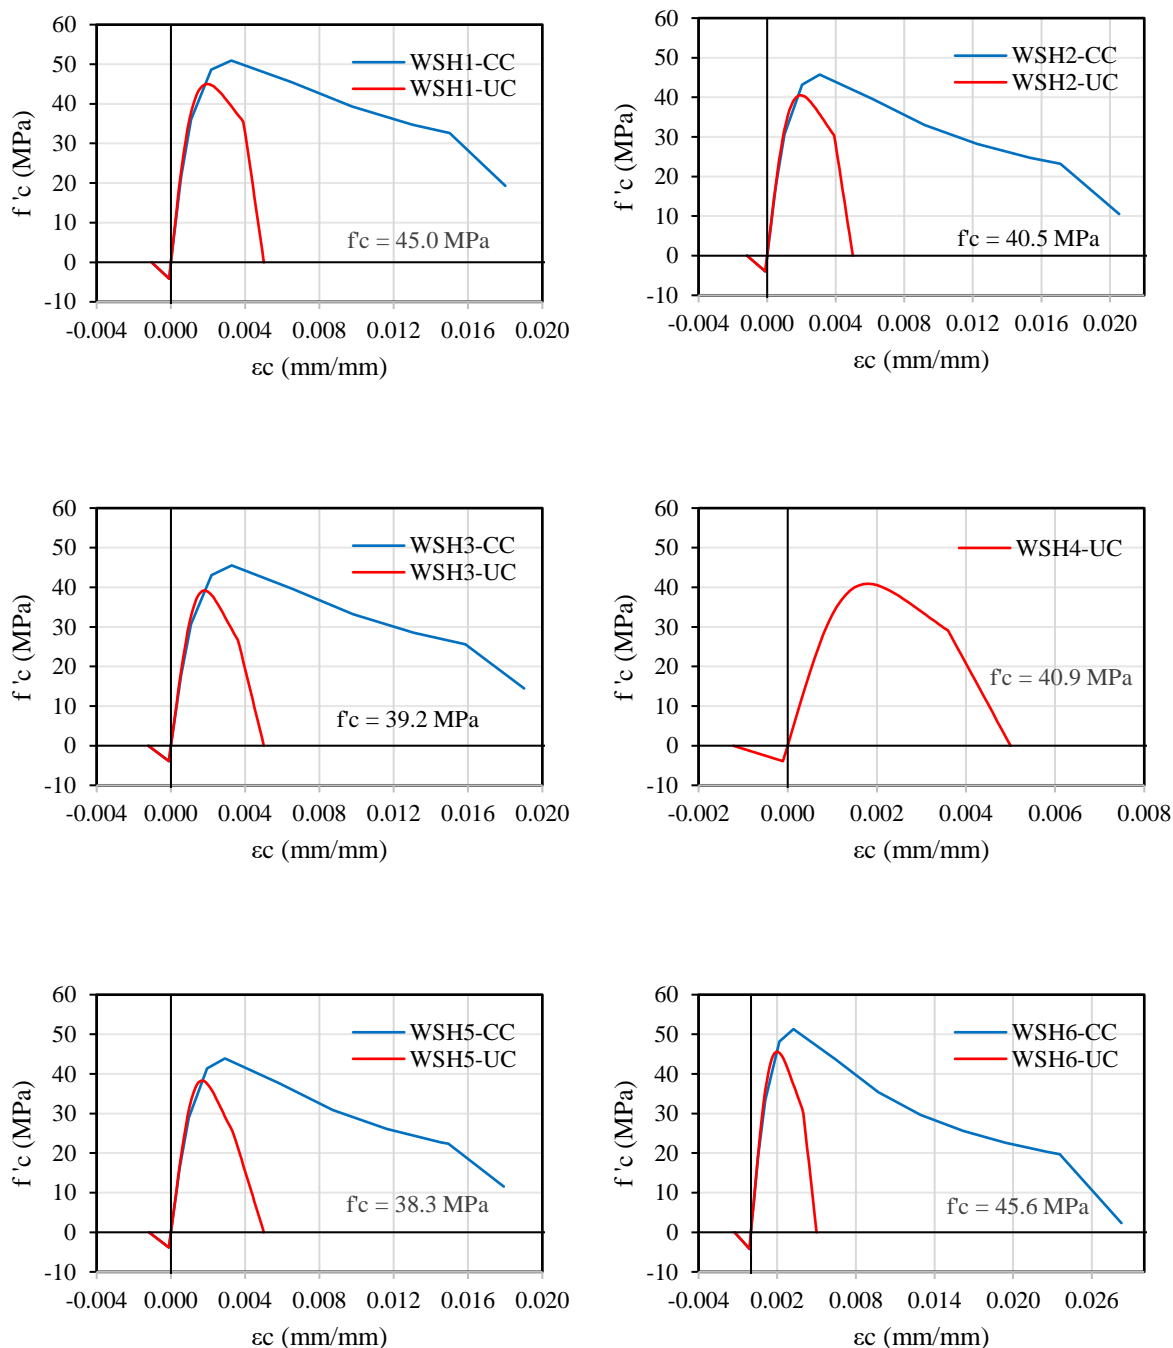 60
50
40
30
20
10
0
-10
f 'c (MPa)
WSH1-CC
WSH1-UC
f'c = 45.0 MPa
-0.004 0.000 0.004 0.008 0.012 0.016 0.020
εc (mm/mm)
60
50
40
30
20
10
0
-10
f 'c (MPa)
WSH2-CC
WSH2-UC
f'c = 40.5 MPa
-0.004 0.000 0.004 0.008 0.012 0.016 0.020
εc (mm/mm)
60
50
40
30
20
10
0
-10
f 'c (MPa)
WSH3-CC
WSH3-UC
f'c = 39.2 MPa
-0.004 0.000 0.004 0.008 0.012 0.016 0.020
εc (mm/mm)
60
50
40
30
20
10
0
-10
f 'c (MPa)
WSH4-UC
f'c = 40.9 MPa
-0.002 0.000 0.002 0.004 0.006 0.008
εc (mm/mm)
60
50
40
30
20
10
0
-10
f 'c (MPa)
WSH5-CC
WSH5-UC
f'c = 38.3 MPa
-0.004 0.000 0.004 0.008 0.012 0.016 0.020
εc (mm/mm)
60
50
40
30
20
10
0
-10
f 'c (MPa)
WSH6-CC
WSH6-UC
f'c = 45.6 MPa
-0.004 0.002 0.008 0.014 0.020 0.026
εc (mm/mm)